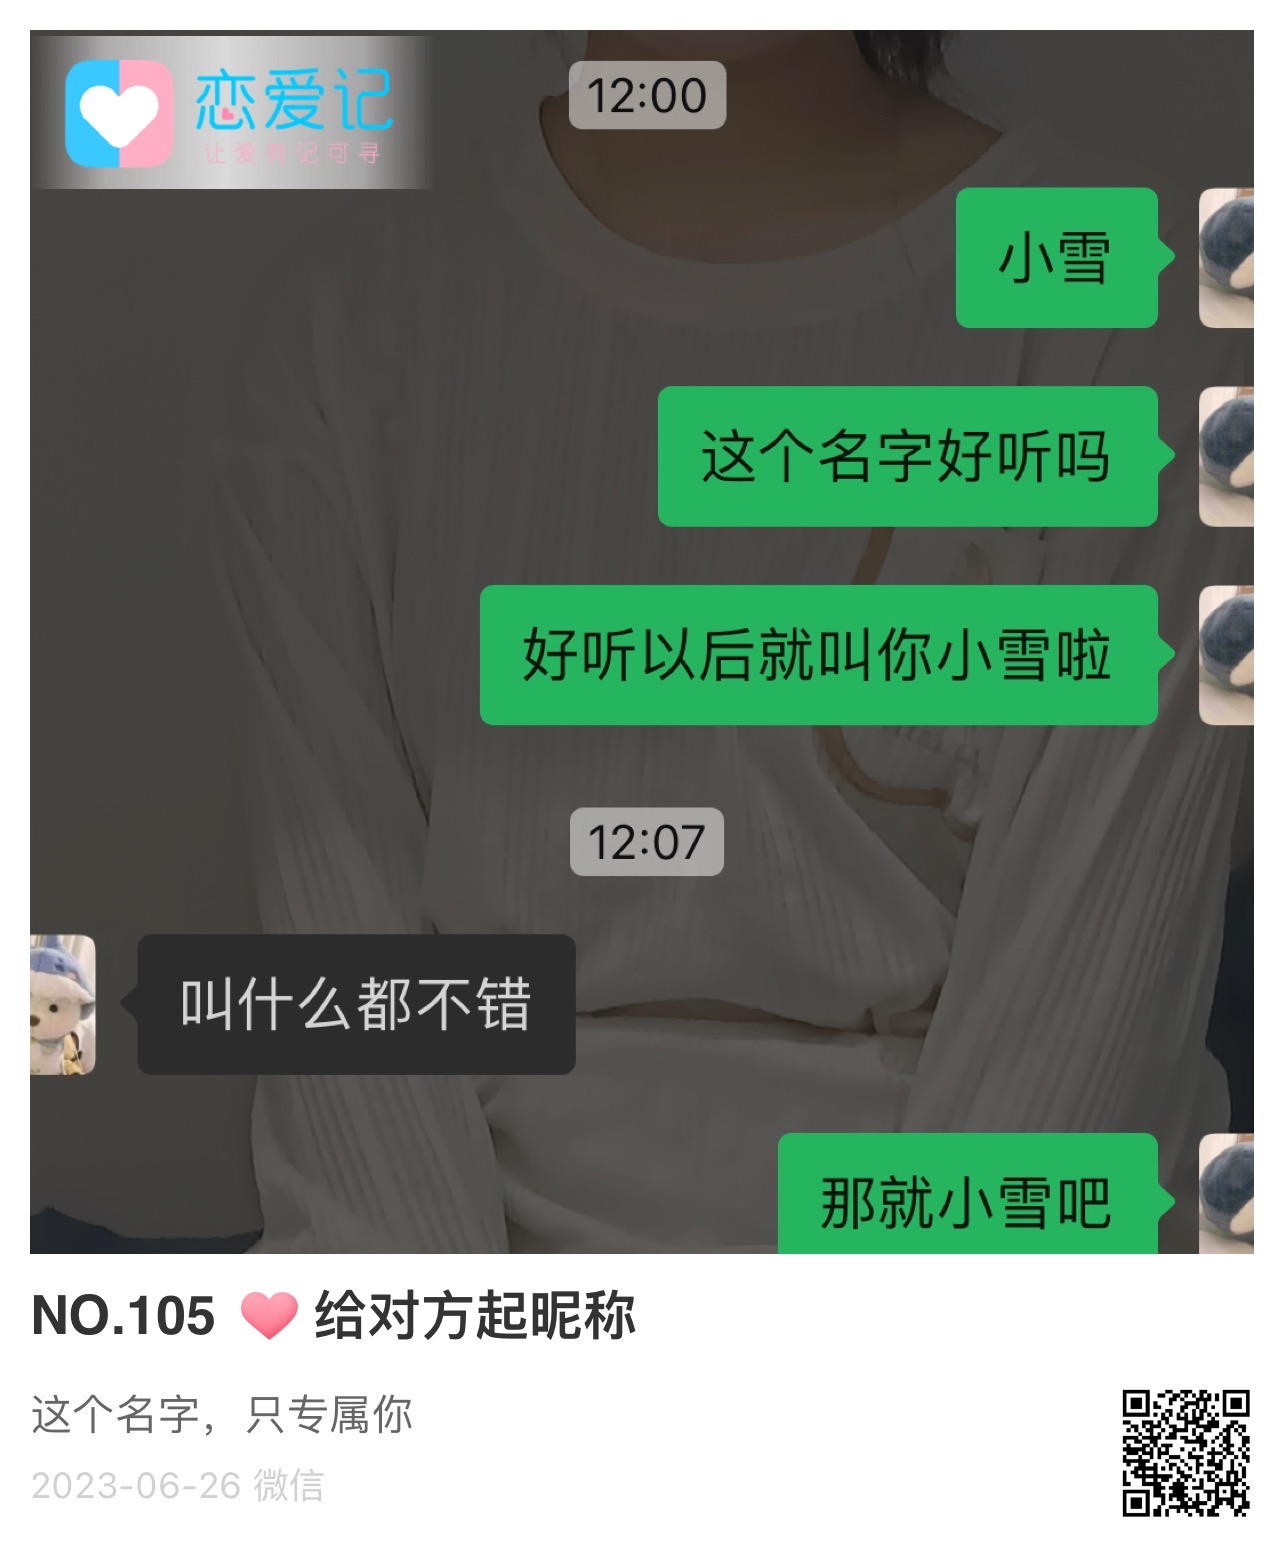 恋爱记
让爱有记可寻
12:00
小雪
这个名字好听吗
好听以后就叫你小雪啦
12:07
叫什么都不错
那就小雪吧
NO.105 ❤️ 给对方起昵称
这个名字，只专属你
2023-06-26 微信